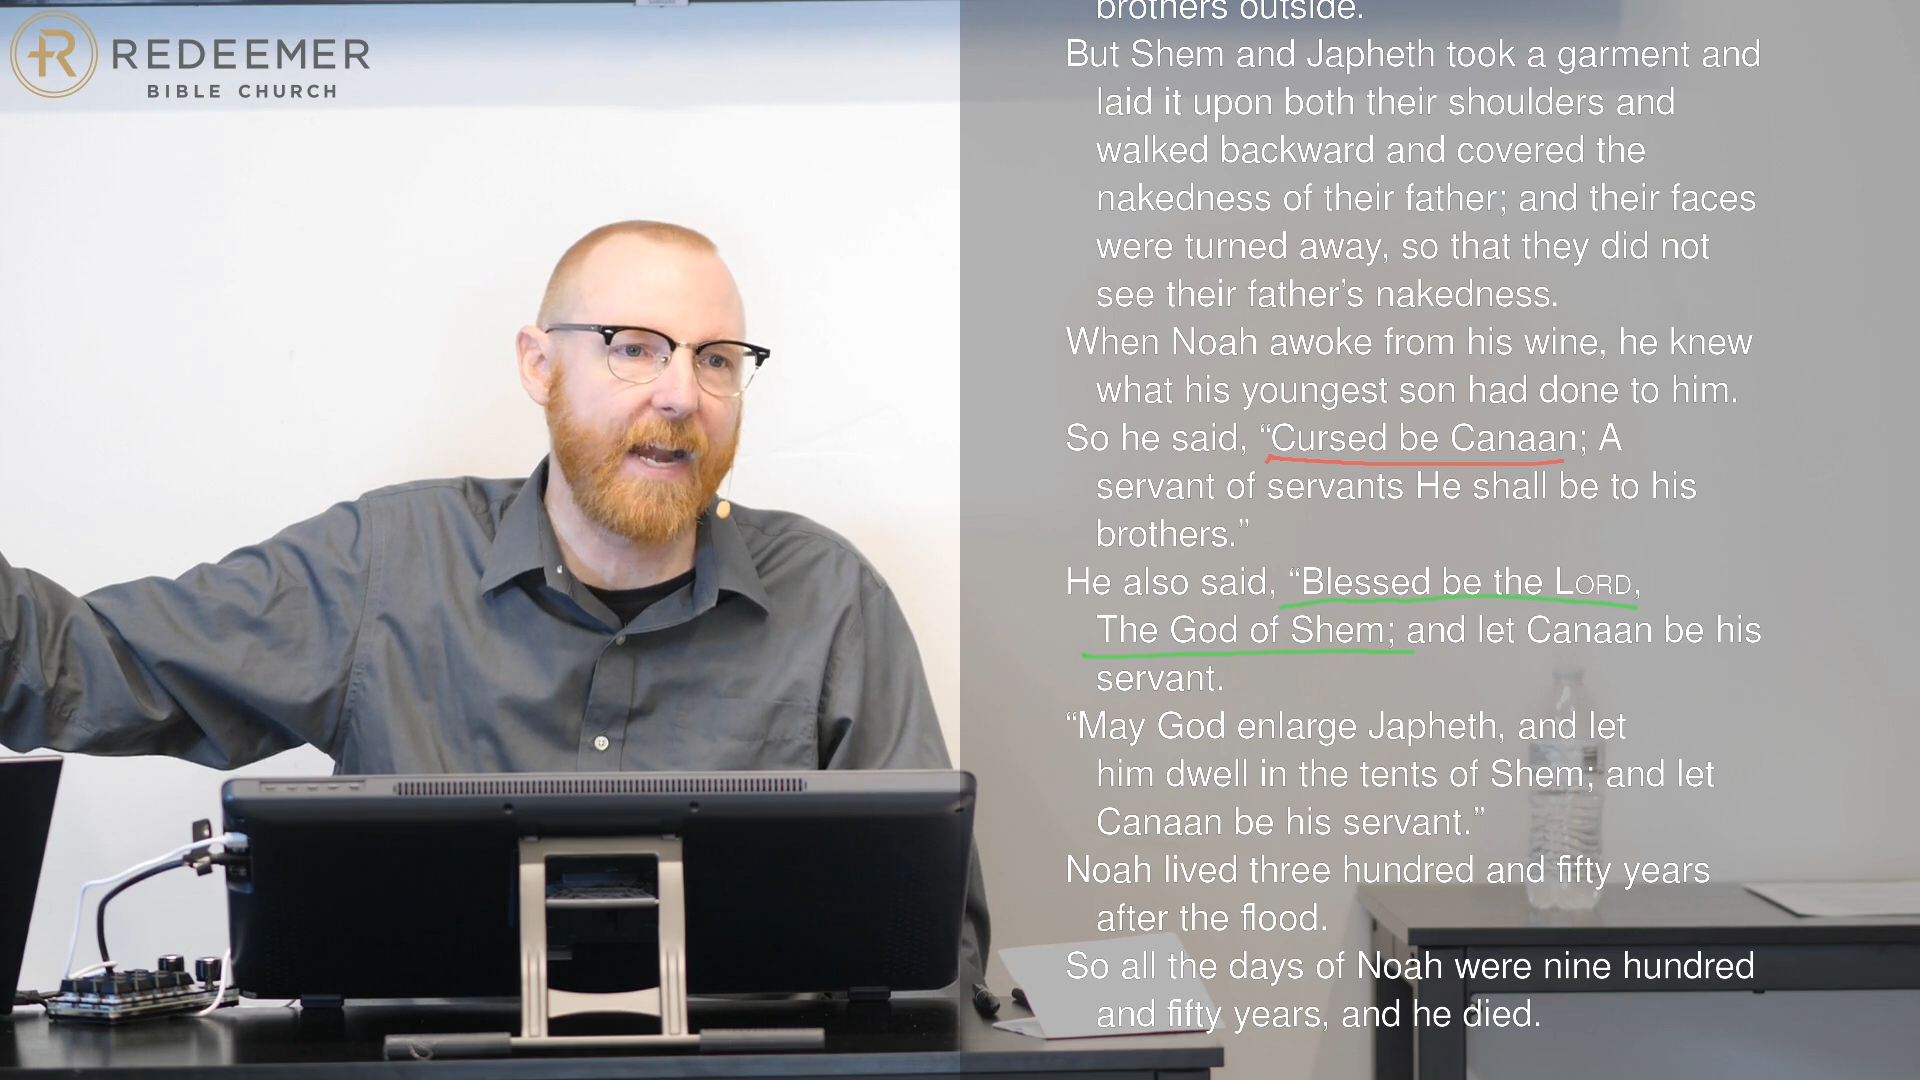 REDEEMER
BIBLE CHURCH
brothers outside.
But Shem and Japheth took a garment and
laid it upon both their shoulders and
walked backward and covered the
nakedness of their father; and their faces
were turned away, so that they did not
see their father’s nakedness.
When Noah awoke from his wine, he knew
what his youngest son had done to him.
So he said, “Cursed be Canaan; A
servant of servants He shall be to his
brothers.”
He also said, “Blessed be the LORD,
The God of Shem; and let Canaan be his
servant.
“May God enlarge Japheth, and let
him dwell in the tents of Shem; and let
Canaan be his servant.”
Noah lived three hundred and fifty years
after the flood.
So all the days of Noah were nine hundred
and fifty years, and he died.